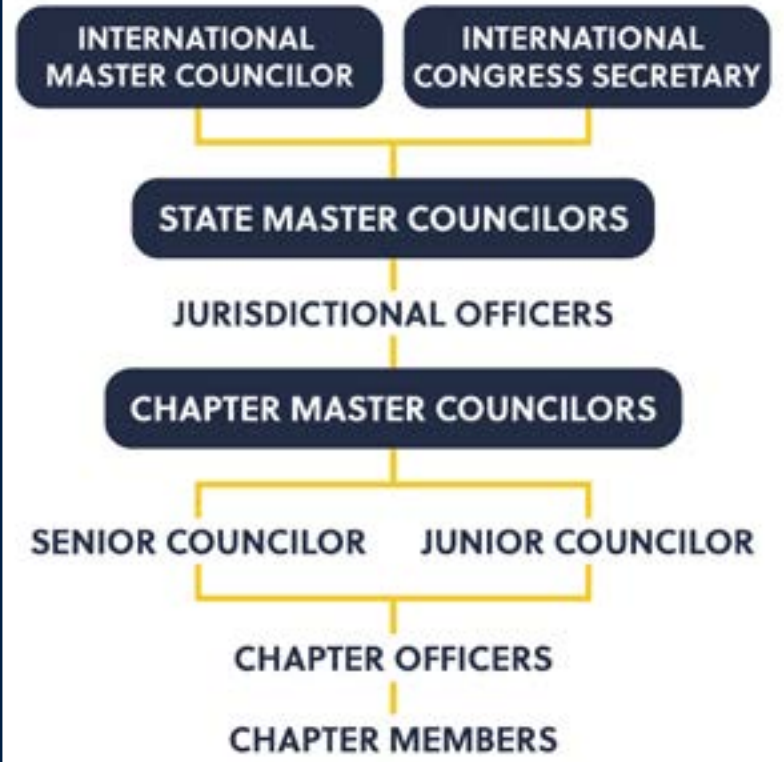 INTERNATIONAL
MASTER COUNCILOR
INTERNATIONAL
CONGRESS SECRETARY
STATE MASTER COUNCILORS
JURISDICTIONAL OFFICERS
CHAPTER MASTER COUNCILORS
SENIOR COUNCILOR
JUNIOR COUNCILOR
CHAPTER OFFICERS
CHAPTER MEMBERS